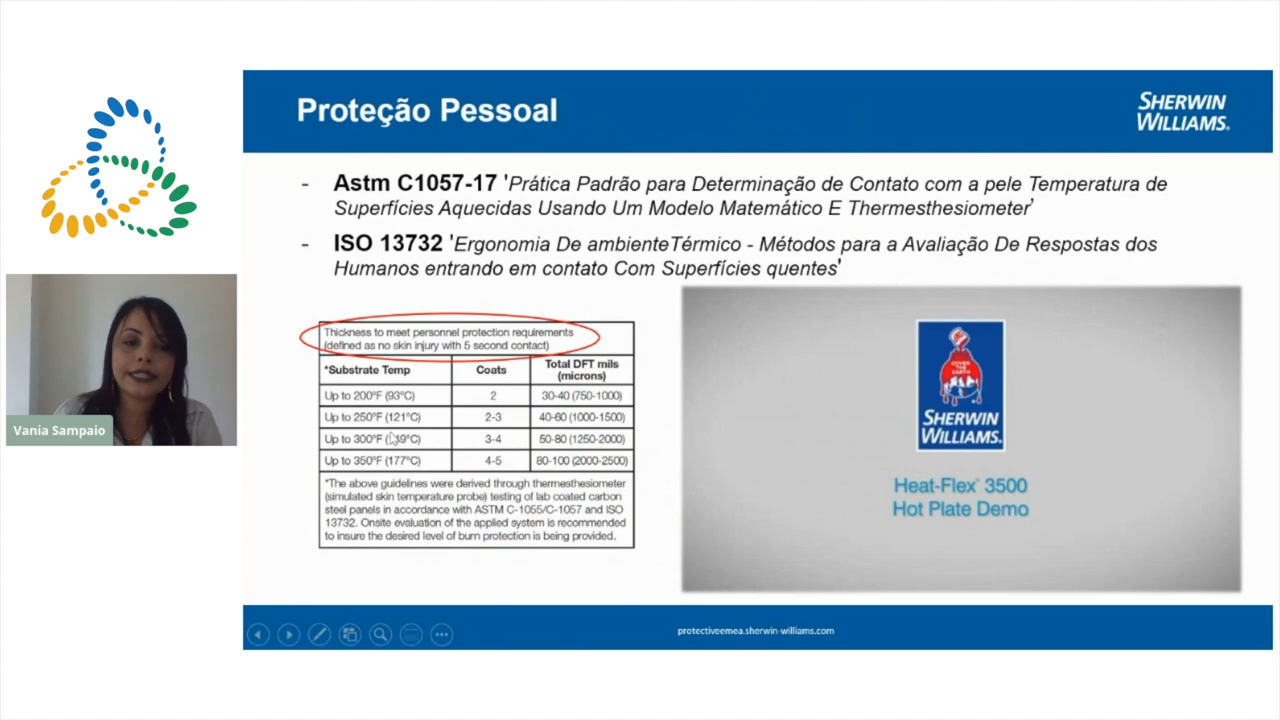 Proteção Pessoal
SHERWIN
WILLIAMS.
- Astm C1057-17 'Prática Padrão para Determinação de Contato com a pele Temperatura de
Superfícies Aquecidas Usando Um Modelo Matemático E Thermesthesiometer'
- ISO 13732 'Ergonomia De ambienteTérmico - Métodos para a Avaliação De Respostas dos
Humanos entrando em contato Com Superfícies quentes'
Thickness to meet personnel protection requirements
(defined as no skin injury with 5 second contact)
*Substrate Temp Coats Total DFT mils
(microns)
Up to 200°F (93°C) 2 30-40 (750-1000)
Up to 250°F (121°C) 2-3 40-60 (1000-1500)
Up to 300°F (149°C) 3-4 50-80 (1250-2000)
Up to 350°F (177°C) 4-5 80-100 (2000-2500)
*The above guidelines were derived through thermesthesiometer
(simulated skin temperature probe) testing of lab coated carbon
steel panels in accordance with ASTM C-1055/C-1057 and ISO
13732. Onsite evaluation of the applied system is recommended
to insure the desired level of burn protection is being provided.
COVER
THE
EARTH
SHERWIN
WILLIAMS.
Heat-Flex® 3500
Hot Plate Demo
Vania Sampaio
protectiveemea.sherwin-williams.com